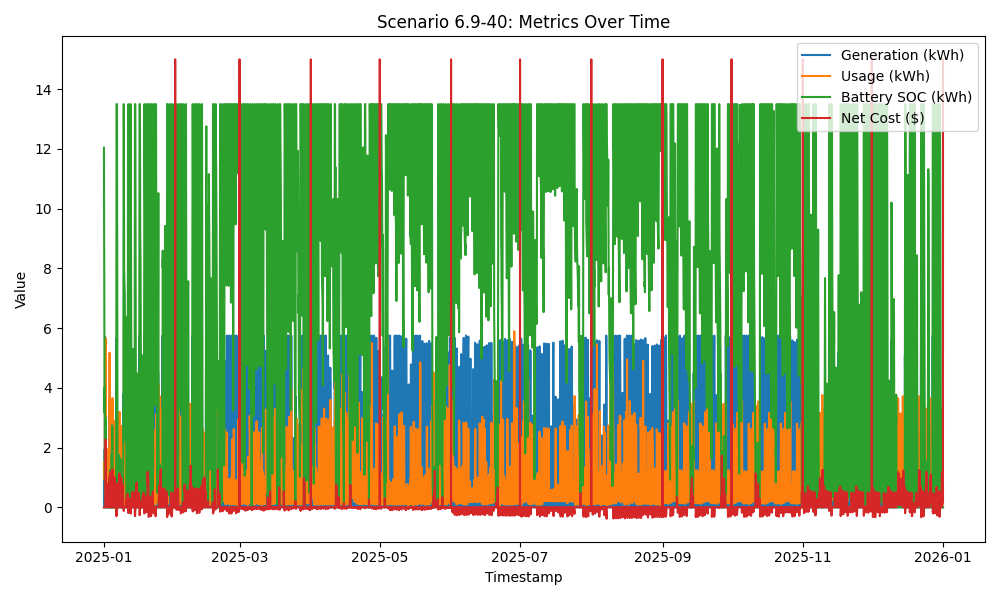 Scenario 6.9-40: Metrics Over Time
Generation (kWh)
Usage (kWh)
Battery SOC (kWh)
Net Cost ($)
Value
14
12
10
8
6
4
2
0
2025-01
2025-03
2025-05
2025-07
2025-09
2025-11
2026-01
Timestamp